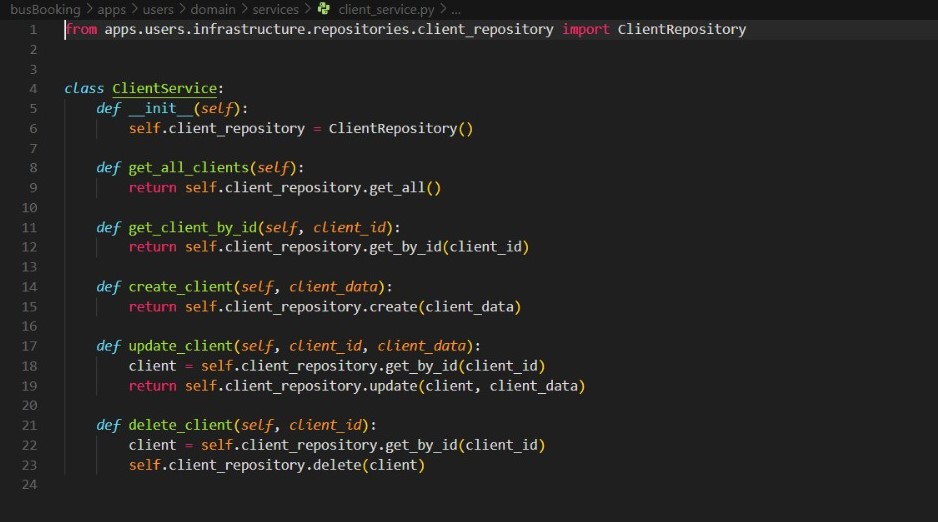 busBooking > apps > users > domain > services > client_service.py > ...
1 from apps.users.infrastructure.repositories.client_repository import ClientRepository
2
3
4 class ClientService:
5     def __init__(self):
6         self.client_repository = ClientRepository()
7
8     def get_all_clients(self):
9         return self.client_repository.get_all()
10
11     def get_client_by_id(self, client_id):
12         return self.client_repository.get_by_id(client_id)
13
14     def create_client(self, client_data):
15         return self.client_repository.create(client_data)
16
17     def update_client(self, client_id, client_data):
18         client = self.client_repository.get_by_id(client_id)
19         return self.client_repository.update(client, client_data)
20
21     def delete_client(self, client_id):
22         client = self.client_repository.get_by_id(client_id)
23         self.client_repository.delete(client)
24